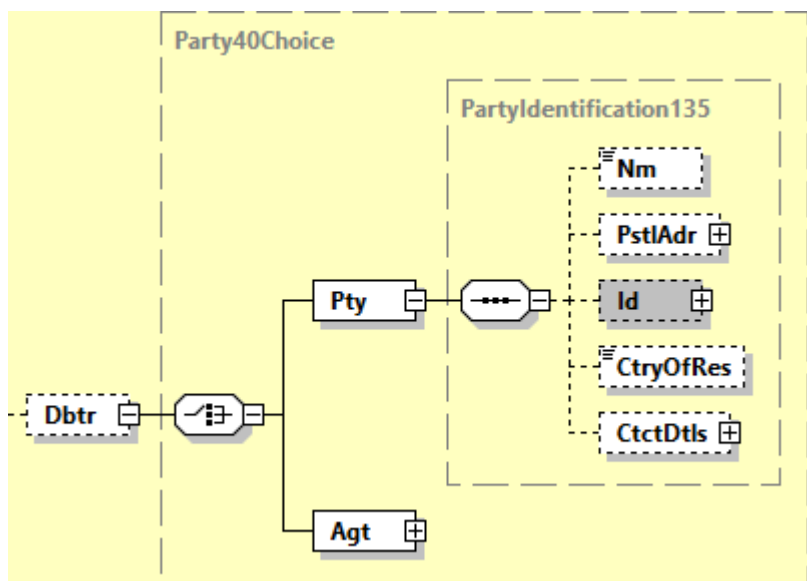 Party40Choice
PartyIdentification135
Nm
PstlAdr
Pty
Id
CtryOfRes
Dbtr
CtctDtls
Agt